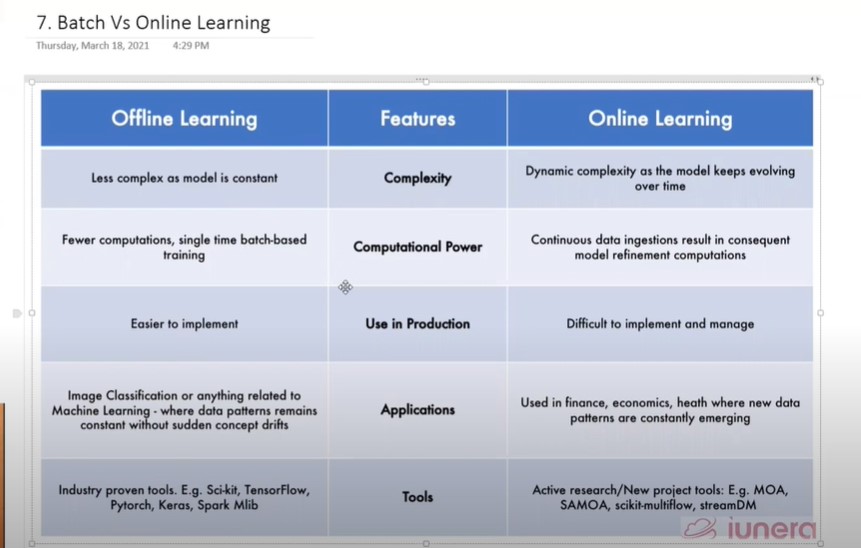 7. Batch Vs Online Learning
Thursday, March 18, 2021 4:29 PM
Offline Learning
Features
Online Learning
Less complex as model is constant
Complexity
Dynamic complexity as the model keeps evolving
over time
Fewer computations, single time batch-based
training
Computational Power
Continuous data ingestions result in consequent
model refinement computations
Easier to implement
Use in Production
Difficult to implement and manage
Image Classification or anything related to
Machine Learning - where data patterns remains
constant without sudden concept drifts
Applications
Used in finance, economics, heath where new data
patterns are constantly emerging
Industry proven tools. E.g. Sci-kit, TensorFlow,
Pytorch, Keras, Spark Mlib
Tools
Active research/New project tools: E.g. MOA,
SAMOA, scikit-multiflow, streamDM
iunera